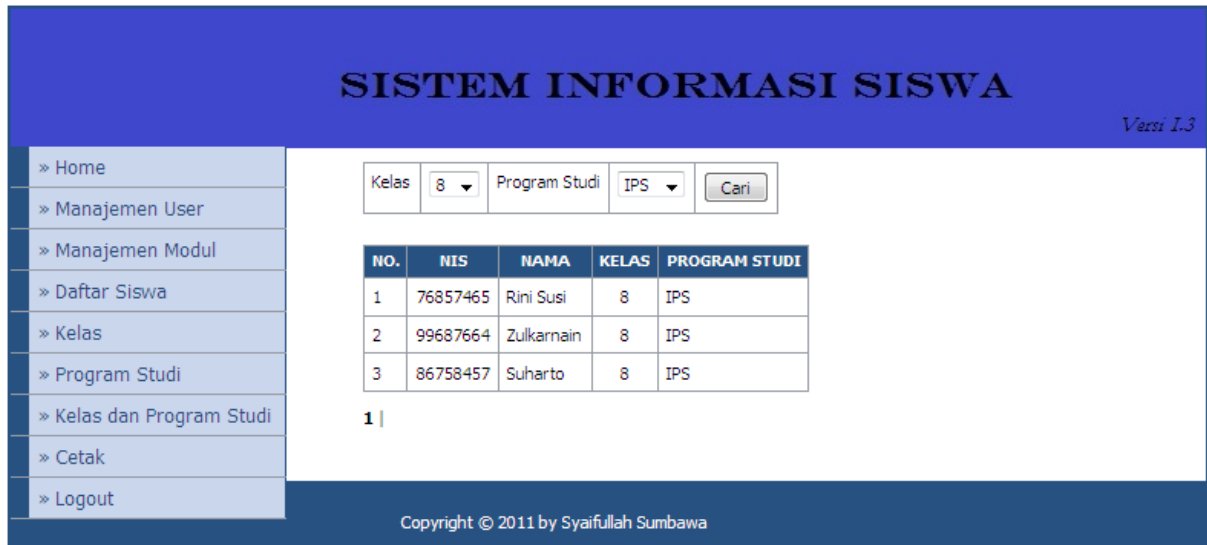 SISTEM INFORMASI SISWA
Versi 1.3
» Home
» Manajemen User
» Manajemen Modul
» Daftar Siswa
» Kelas
» Program Studi
» Kelas dan Program Studi
» Cetak
» Logout
Kelas 8 Program Studi IPS Cari
NO. NIS NAMA KELAS PROGRAM STUDI
1 76857465 Rini Susi 8 IPS
2 99687664 Zulkarnain 8 IPS
3 86758457 Suharto 8 IPS
1 |
Copyright © 2011 by Syaifullah Sumbawa